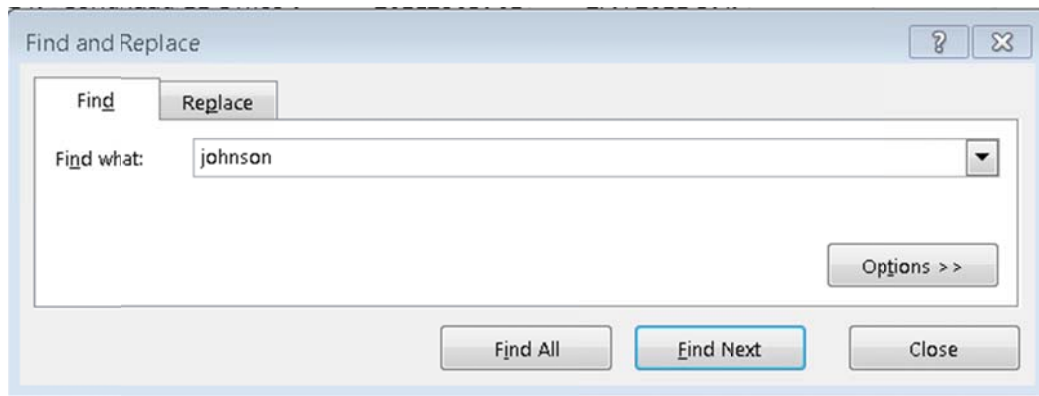 Find and Replace
Find Replace
Find what: johnson
Options >>
Find All Find Next Close